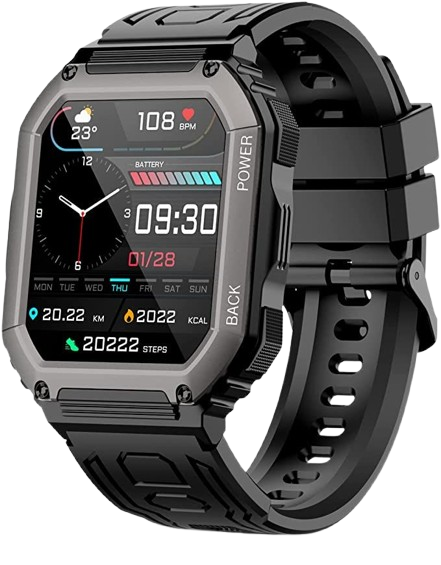 23°
108 BPM
BATTERY
12
3
6
9
09:30
01/28
MON TUE WED THU FRI SAT SUN
20.22 KM
2022 KCAL
20222 STEPS
POWER
BACK